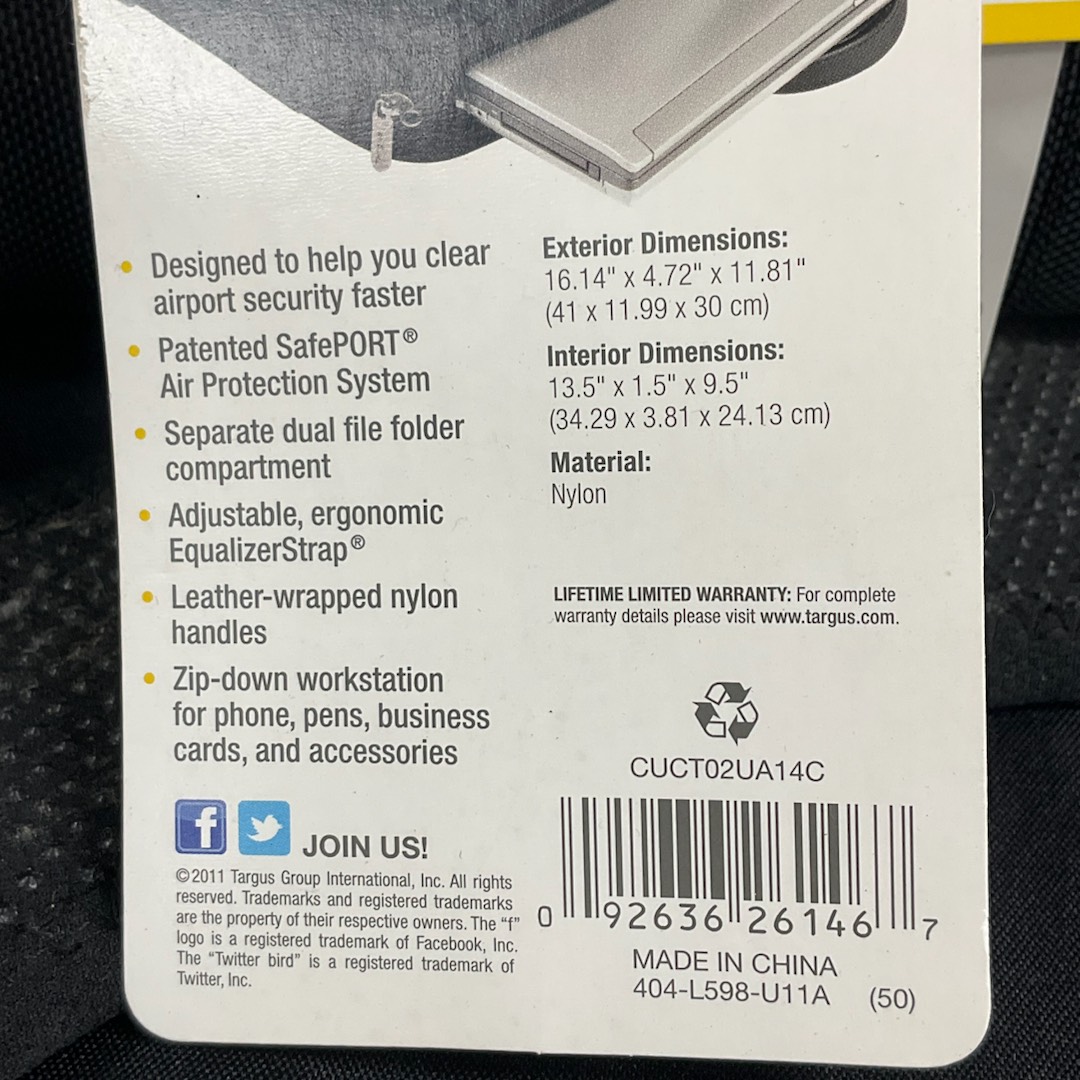 • Designed to help you clear
airport security faster
• Patented SafePORT®
Air Protection System
• Separate dual file folder
compartment
• Adjustable, ergonomic
EqualizerStrap®
• Leather-wrapped nylon
handles
• Zip-down workstation
for phone, pens, business
cards, and accessories
f
JOIN US!
©2011 Targus Group International, Inc. All rights
reserved. Trademarks and registered trademarks
are the property of their respective owners. The “f”
logo is a registered trademark of Facebook, Inc.
The “Twitter bird” is a registered trademark of
Twitter, Inc.
Exterior Dimensions:
16.14" x 4.72" x 11.81"
(41 x 11.99 x 30 cm)
Interior Dimensions:
13.5" x 1.5" x 9.5"
(34.29 x 3.81 x 24.13 cm)
Material:
Nylon
LIFETIME LIMITED WARRANTY: For complete
warranty details please visit www.targus.com.
CUCT02UA14C
0 92636 26146 7
MADE IN CHINA
404-L598-U11A (50)